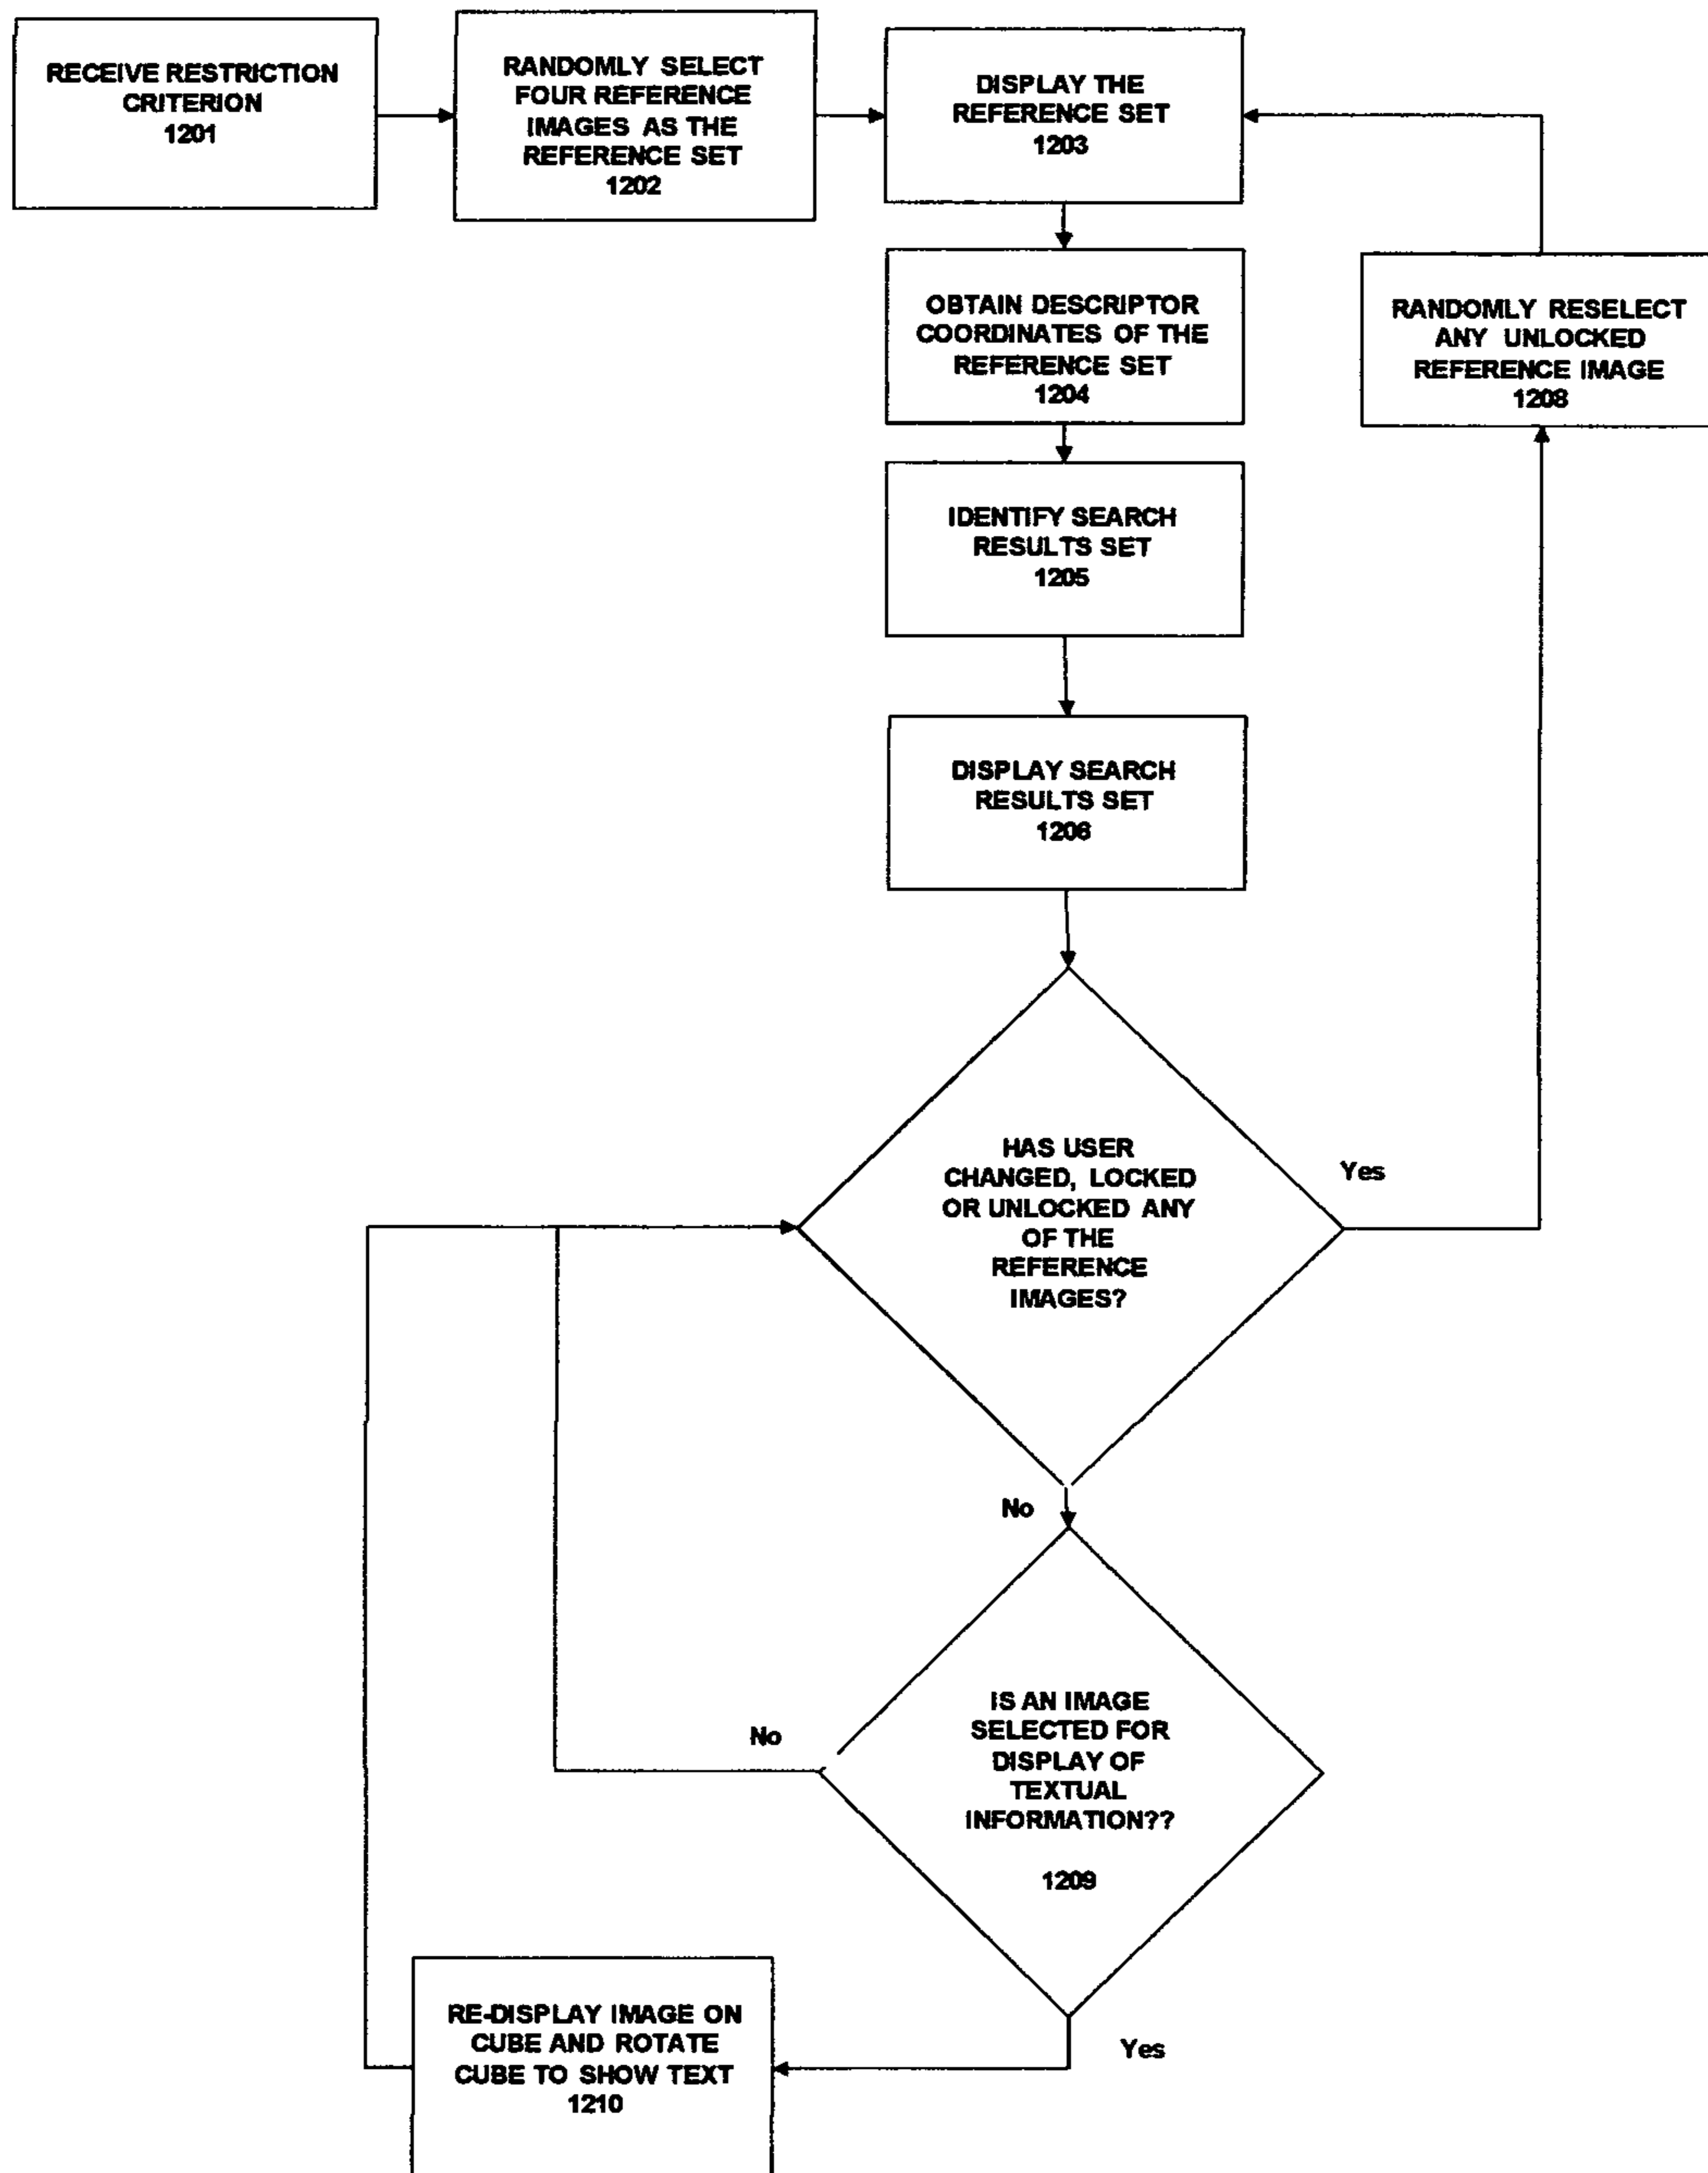 RECEIVE RESTRICTION
CRITERION
1201
RANDOMLY SELECT
FOUR REFERENCE
IMAGES AS THE
REFERENCE SET
1202
DISPLAY THE
REFERENCE SET
1203
OBTAIN DESCRIPTOR
COORDINATES OF THE
REFERENCE SET
1204
RANDOMLY RESELECT
ANY UNLOCKED
REFERENCE IMAGE
1208
IDENTIFY SEARCH
RESULTS SET
1205
DISPLAY SEARCH
RESULTS SET
1206
HAS USER
CHANGED, LOCKED
OR UNLOCKED ANY
OF THE
REFERENCE
IMAGES?
Yes
No
IS AN IMAGE
SELECTED FOR
DISPLAY OF
TEXTUAL
INFORMATION??
1209
No
Yes
RE-DISPLAY IMAGE ON
CUBE AND ROTATE
CUBE TO SHOW TEXT
1210